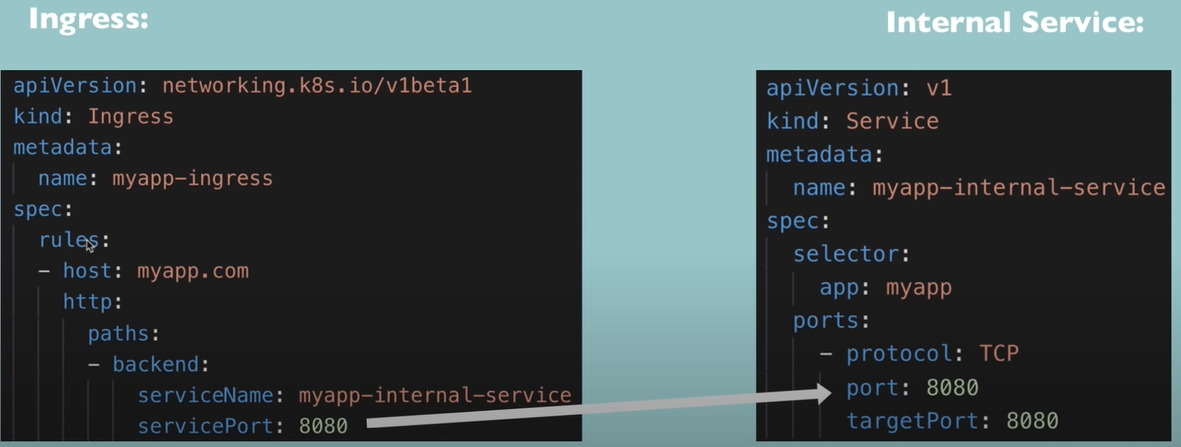 Ingress:
apiVersion: networking.k8s.io/v1beta1
kind: Ingress
metadata:
name: myapp-ingress
spec:
rules:
- host: myapp.com
http:
paths:
- backend:
serviceName: myapp-internal-service
servicePort: 8080
Internal Service:
apiVersion: v1
kind: Service
metadata:
name: myapp-internal-service
spec:
selector:
app: myapp
ports:
- protocol: TCP
port: 8080
targetPort: 8080